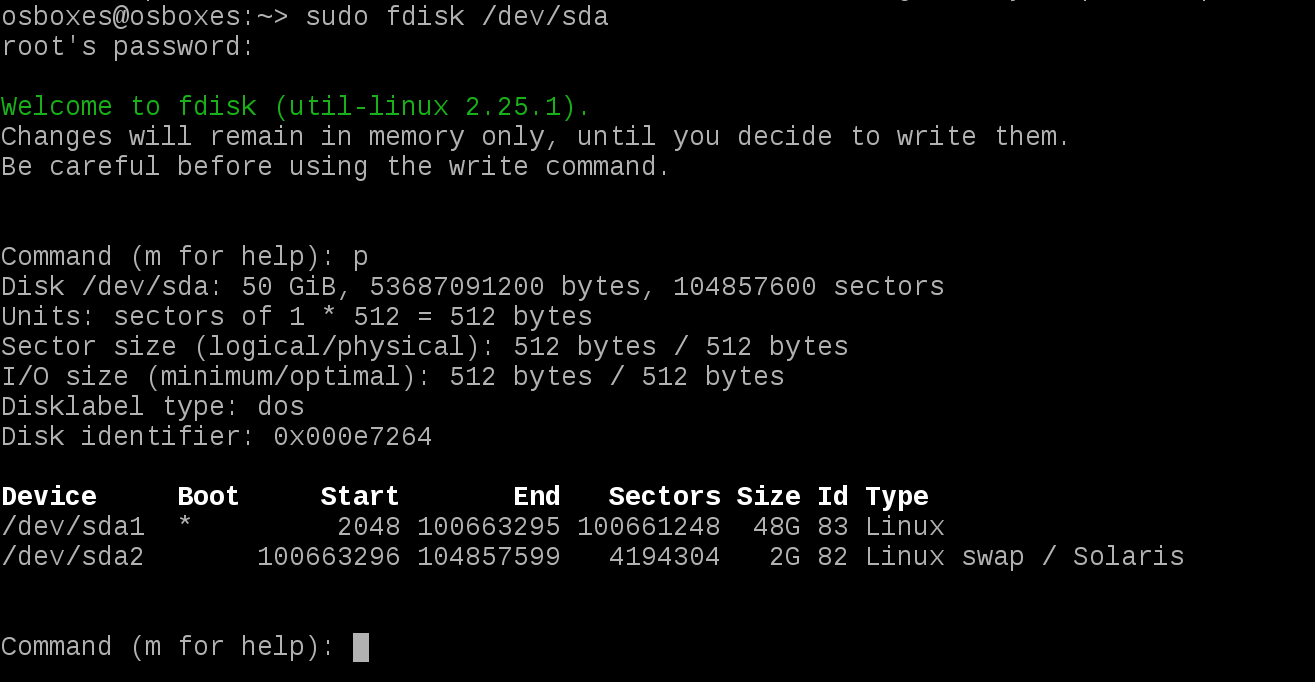 osboxes@osboxes:~> sudo fdisk /dev/sda
root's password:
Welcome to fdisk (util-linux 2.25.1).
Changes will remain in memory only, until you decide to write them.
Be careful before using the write command.
Command (m for help): p
Disk /dev/sda: 50 GiB, 53687091200 bytes, 104857600 sectors
Units: sectors of 1 * 512 = 512 bytes
Sector size (logical/physical): 512 bytes / 512 bytes
I/O size (minimum/optimal): 512 bytes / 512 bytes
Disklabel type: dos
Disk identifier: 0x000e7264
Device     Boot     Start       End   Sectors Size Id Type
/dev/sda1  *         2048 100663295 100661248  48G 83 Linux
/dev/sda2       100663296 104857599   4194304   2G 82 Linux swap / Solaris
Command (m for help):